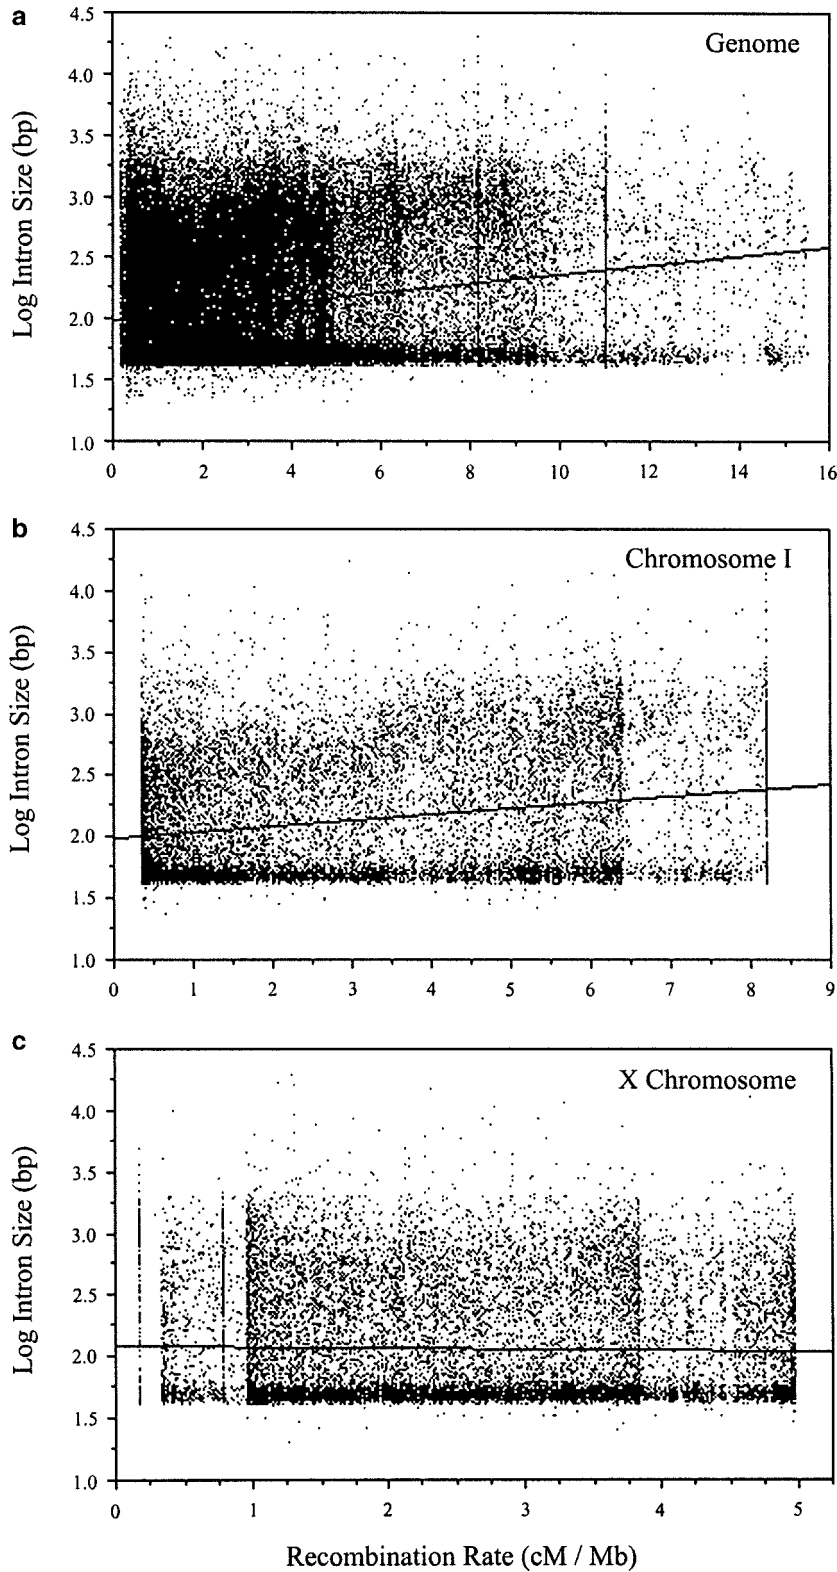 a
Genome
Log Intron Size (bp)
4.5
4.0
3.5
3.0
2.5
2.0
1.5
1.0
0 2 4 6 8 10 12 14 16
b
Chromosome I
Log Intron Size (bp)
4.5
4.0
3.5
3.0
2.5
2.0
1.5
1.0
0 1 2 3 4 5 6 7 8 9
c
X Chromosome
Log Intron Size (bp)
4.5
4.0
3.5
3.0
2.5
2.0
1.5
1.0
0 1 2 3 4 5
Recombination Rate (cM / Mb)